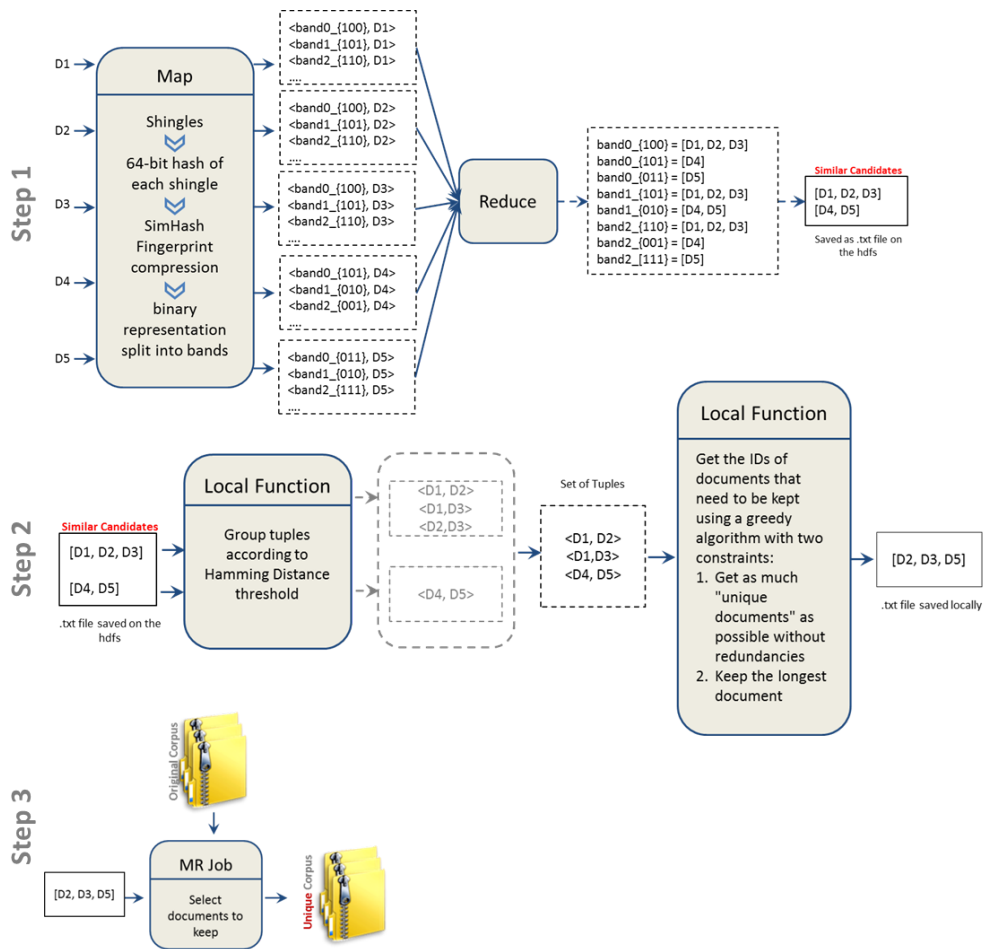 Step 1
D1
D2
D3
D4
D5
Map
Shingles
64-bit hash of
each shingle
SimHash
Fingerprint
compression
binary
representation
split into bands
<band0_{100}, D1>
<band1_{101}, D1>
<band2_{110}, D1>
....
<band0_{100}, D2>
<band1_{101}, D2>
<band2_{110}, D2>
....
<band0_{100}, D3>
<band1_{101}, D3>
<band2_{110}, D3>
....
<band0_{101}, D4>
<band1_{010}, D4>
<band2_{001}, D4>
....
<band0_{011}, D5>
<band1_{010}, D5>
<band2_{111}, D5>
....
Reduce
band0_{100} = [D1, D2, D3]
band0_{101} = [D4]
band0_{011} = [D5]
band1_{101} = [D1, D2, D3]
band1_{010} = [D4, D5]
band2_{110} = [D1, D2, D3]
band2_{001} = [D4]
band2_[111} = [D5]
Similar Candidates
[D1, D2, D3]
[D4, D5]
Saved as .txt file on
the hdfs
Step 2
Similar Candidates
[D1, D2, D3]
[D4, D5]
.txt file saved on the
hdfs
Local Function
Group tuples
according to
Hamming Distance
threshold
<D1, D2>
<D1,D3>
<D2,D3>
<D4, D5>
Set of Tuples
<D1, D2>
<D1,D3>
<D4, D5>
Local Function
Get the IDs of
documents that
need to be kept
using a greedy
algorithm with two
constraints:
1. Get as much
"unique
documents" as
possible without
redundancies
2. Keep the longest
document
[D2, D3, D5]
.txt file saved locally
Step 3
Original Corpus
[D2, D3, D5]
MR Job
Select
documents to
keep
Unique Corpus